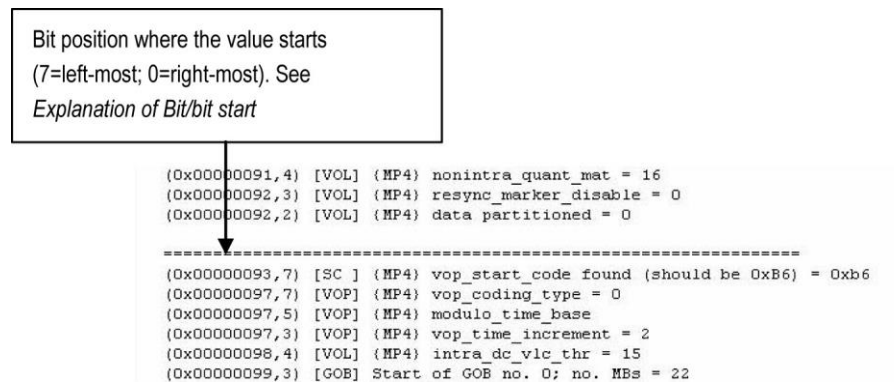 Bit position where the value starts
(7=left-most; 0=right-most). See
Explanation of Bit/bit start
(0x00000091,4) [VOL] (MP4) nonintra_quant_mat = 16
(0x00000092,3) [VOL] (MP4) resync_marker_disable = 0
(0x00000092,2) [VOL] (MP4) data partitioned = 0
=================================================================
(0x00000093,7) [SC ] (MP4) vop_start_code found (should be 0xB6) = 0xb6
(0x00000097,7) [VOP] (MP4) vop_coding_type = 0
(0x00000097,5) [VOP] (MP4) modulo_time_base
(0x00000097,3) [VOP] (MP4) vop_time_increment = 2
(0x00000098,4) [VOL] (MP4) intra_dc_vlc_thr = 15
(0x00000099,3) [GOB] Start of GOB no. 0; no. MBs = 22